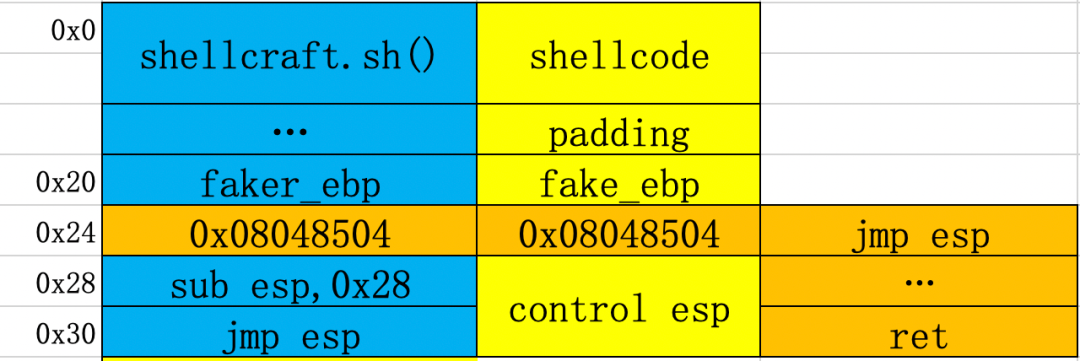 0x0 shellcraft.sh() shellcode
… padding
0x20 faker_ebp fake_ebp
0x24 0x08048504 0x08048504 jmp esp
0x28 sub esp,0x28 control esp …
0x30 jmp esp ret